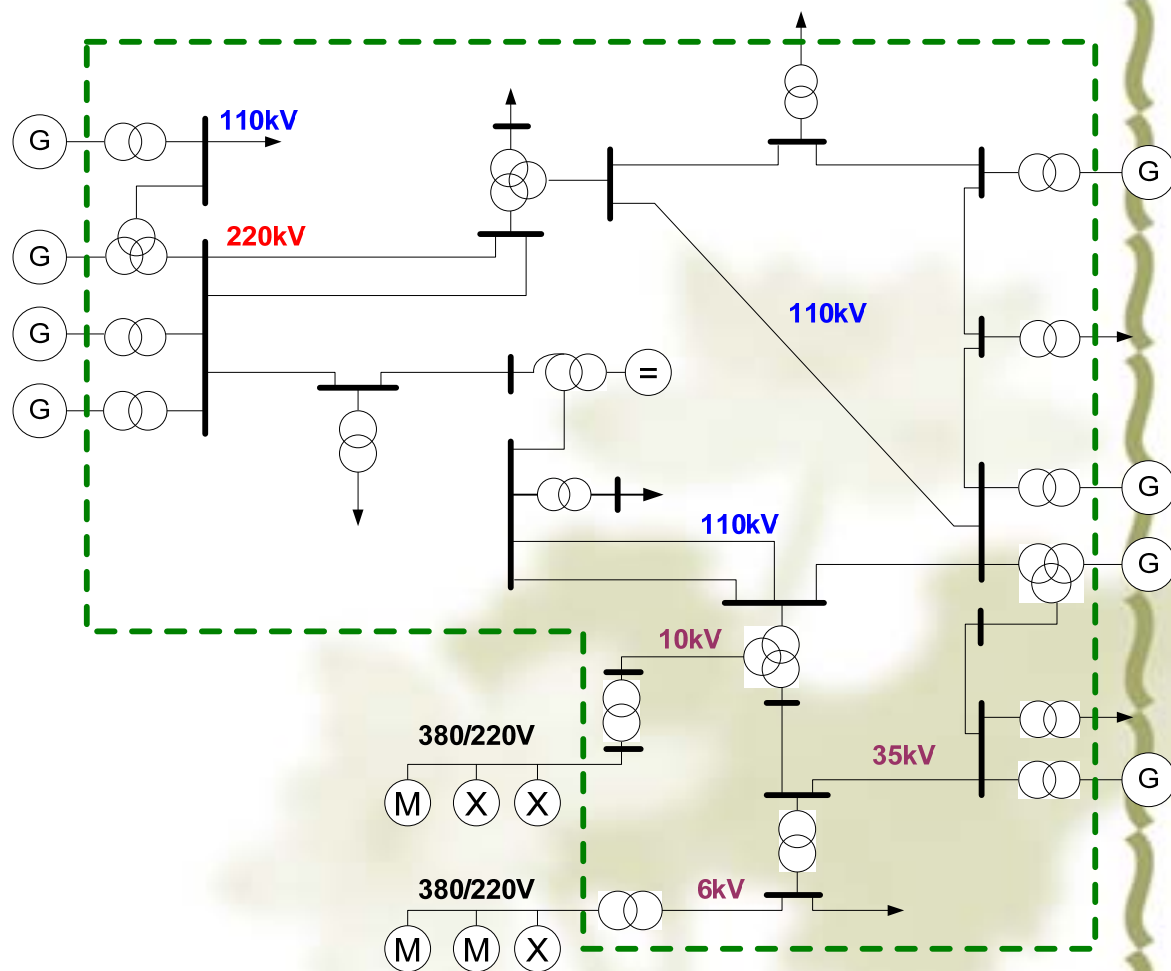 110kV
G
G
220kV
G
110kV
G
=
G
G
110kV
G
10kV
380/220V
35kV
M X X
G
380/220V
6kV
M M X